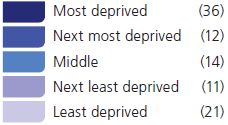 Most deprived (36)
Next most deprived (12)
Middle (14)
Next least deprived (11)
Least deprived (21)